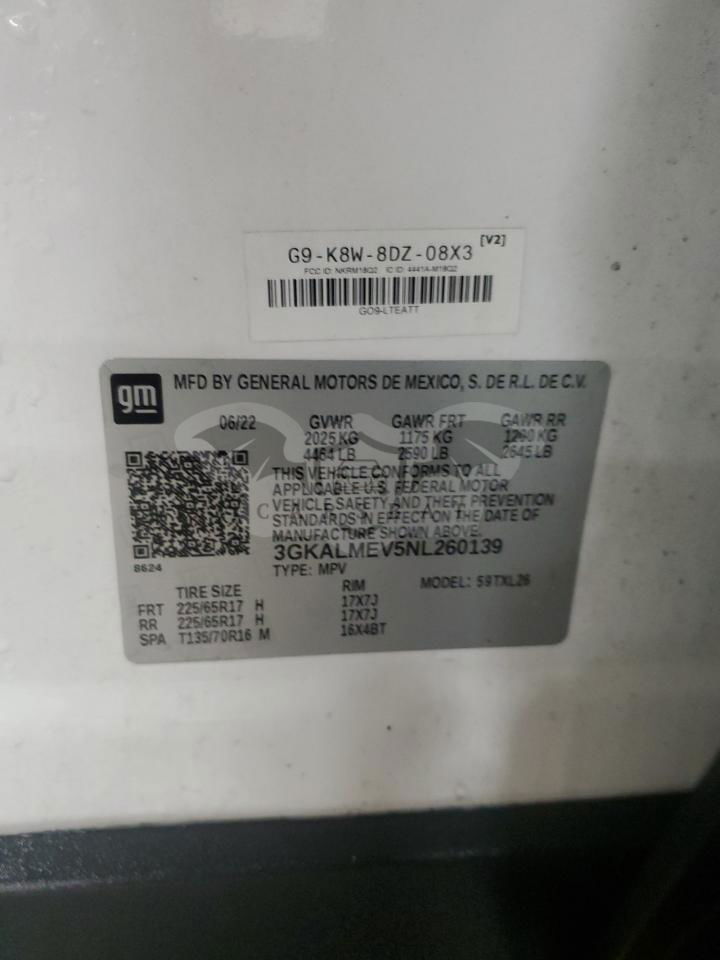 G9-K8W-8DZ-08X3 [V2]
FCC ID: NKRM18Q2 IC ID: 4441A-M18Q2
GO9-LTEATT
gm MFD BY GENERAL MOTORS DE MEXICO, S. DE R.L. DE C.V.
06/22 GVWR GAWR FRT GAWR RR
2025 KG 1175 KG 1200 KG
4464 LB 2590 LB 2645 LB
THIS VEHICLE CONFORMS TO ALL
APPLICABLE U.S. FEDERAL MOTOR
VEHICLE SAFETY AND THEFT PREVENTION
STANDARDS IN EFFECT ON THE DATE OF
MANUFACTURE SHOWN ABOVE.
3GKALMEV5NL260139
8624
TYPE: MPV MODEL: 59TXL26
TIRE SIZE RIM
FRT 225/65R17 H 17X7J
RR 225/65R17 H 17X7J
SPA T135/70R16 M 16X4BT